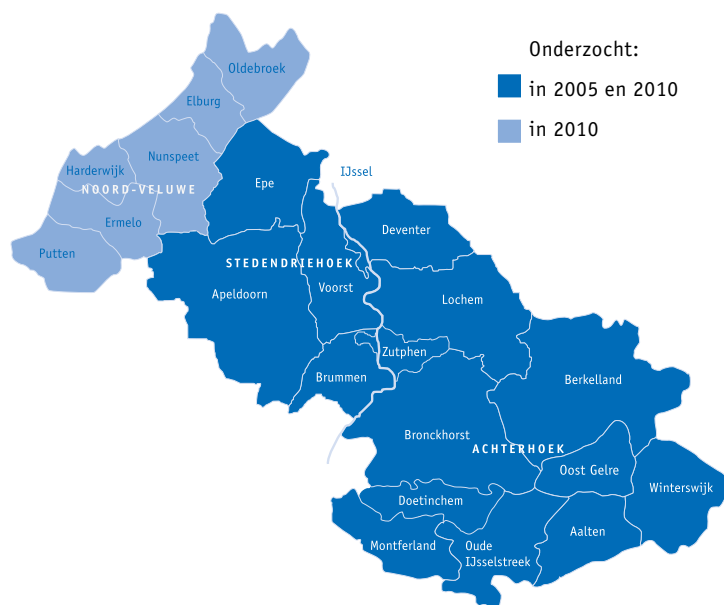 Onderzocht:
in 2005 en 2010
in 2010
Oldebroek
Elburg
Nunspeet
Harderwijk
NOORD-VELUWE
Ermelo
Putten
Epe
IJssel
Deventer
STEDENDRIEHOEK
Apeldoorn
Voorst
Lochem
Zutphen
Brummen
Berkelland
Bronckhorst
ACHTERHOEK
Oost Gelre
Winterswijk
Doetinchem
Aalten
Montferland
Oude
IJsselstreek